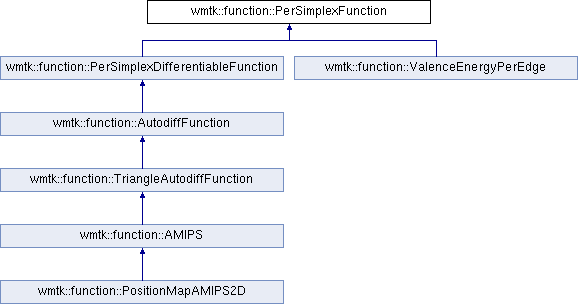 wmtk::function::PerSimplexFunction
wmtk::function::PerSimplexDifferentiableFunction
wmtk::function::ValenceEnergyPerEdge
wmtk::function::AutodiffFunction
wmtk::function::TriangleAutodiffFunction
wmtk::function::AMIPS
wmtk::function::PositionMapAMIPS2D